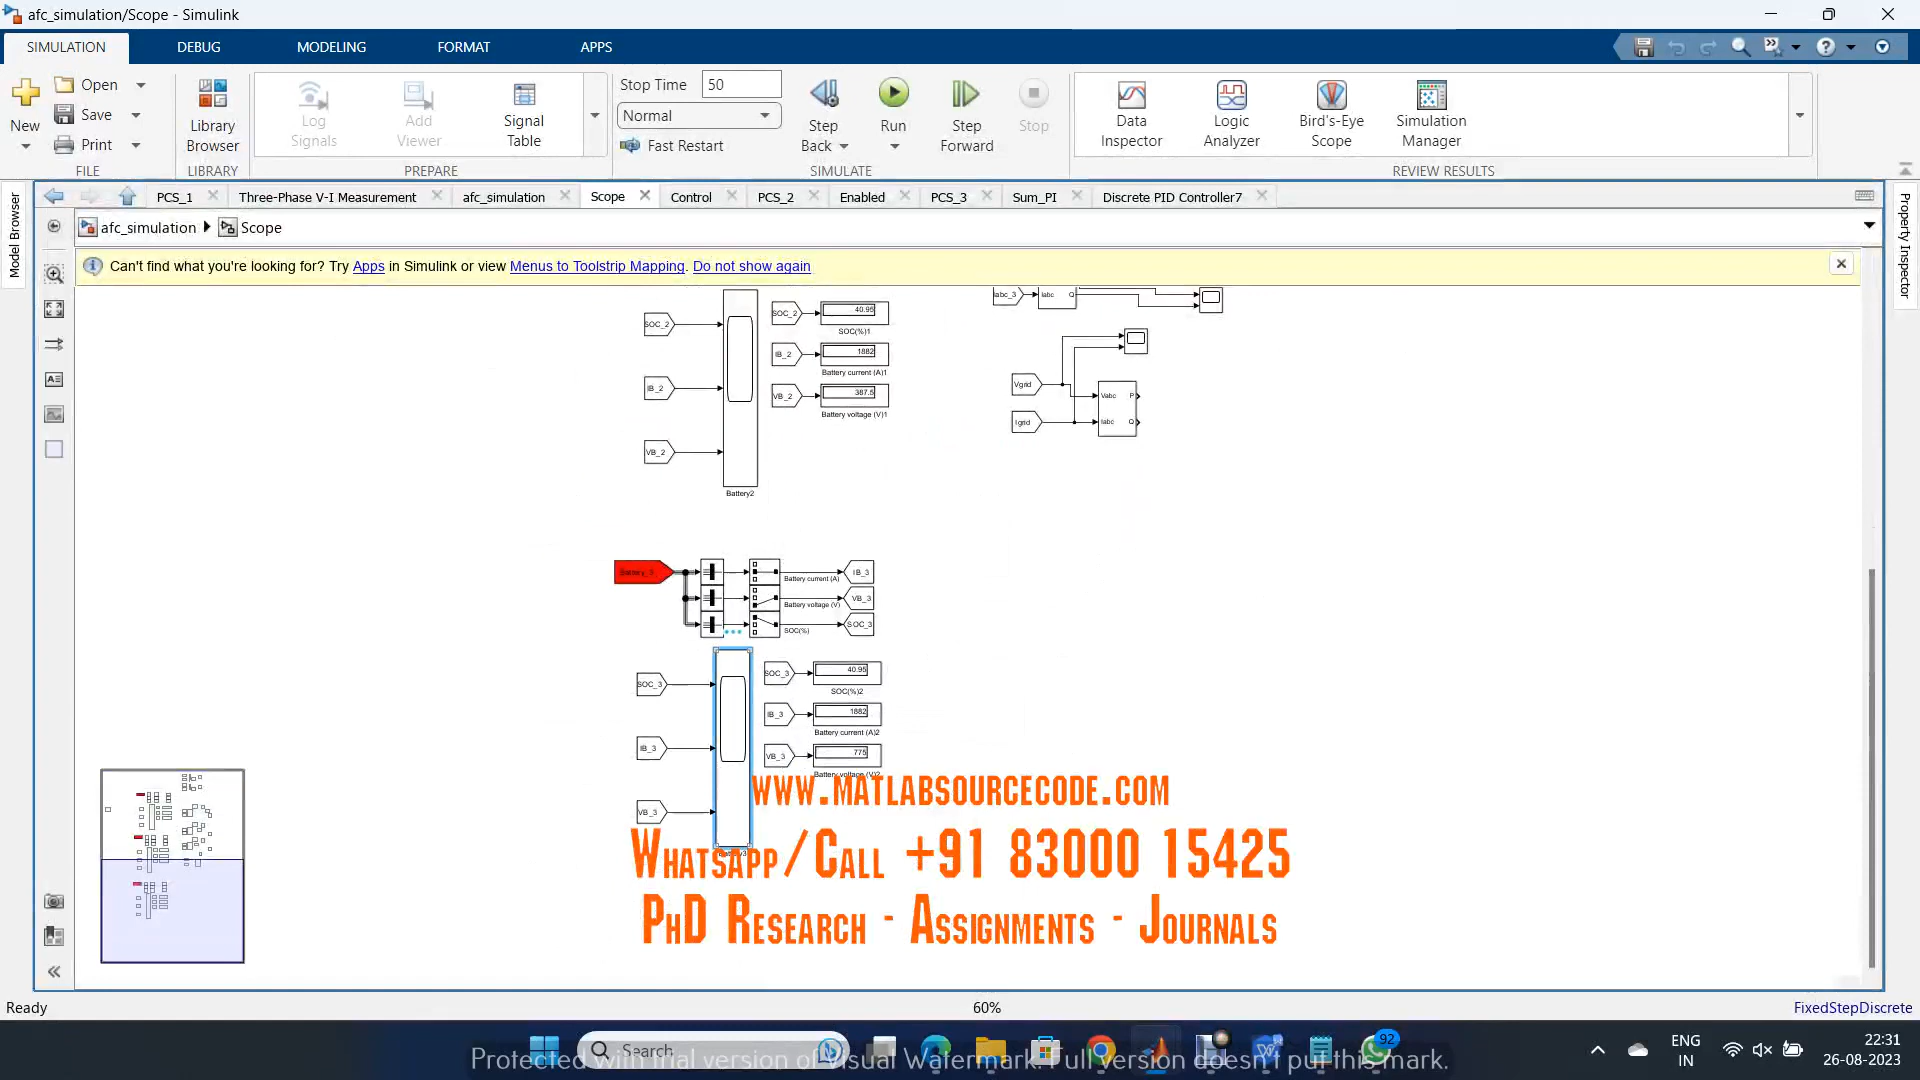 afc_simulation/Scope - Simulink
SIMULATION
DEBUG
MODELING
FORMAT
APPS
New
Open
Save
Print
FILE
Library Browser
LIBRARY
Log Signals
Add Viewer
Signal Table
PREPARE
Stop Time 50
Normal
Fast Restart
Step Back
Run
Step Forward
Stop
SIMULATE
Data Inspector
Logic Analyzer
Bird's-Eye Scope
Simulation Manager
REVIEW RESULTS
Model Browser
Property Inspector
PCS_1
Three-Phase V-I Measurement
afc_simulation
Scope
Control
PCS_2
Enabled
PCS_3
Sum_PI
Discrete PID Controller7
afc_simulation
Scope
Can't find what you're looking for? Try Apps in Simulink or view Menus to Toolstrip Mapping. Do not show again
SOC_2
IB_2
VB_2
Battery2
SOC_2
40.95
SOC(%)1
IB_2
1882
Battery current (A)1
VB_2
387.5
Battery voltage (V)1
Iabc_3
Iabc
Q
Vgrid
Igrid
Vabc
P
Iabc
Q
Battery_3
Battery current (A)
IB_3
Battery voltage (V)
VB_3
SOC(%)
SOC_3
SOC_3
IB_3
VB_3
SOC_3
40.95
SOC(%)2
IB_3
1882
Battery current (A)2
VB_3
775
Battery voltage (V)2
www.matlabsourcecode.com
Whatsapp/Call +91 83000 15425
PhD Research - Assignments - Journals
Ready
60%
FixedStepDiscrete
Search
92
ENG
IN
22:31
26-08-2023
Protected with trial version of Visual Watermark. Full version doesn't put this mark.